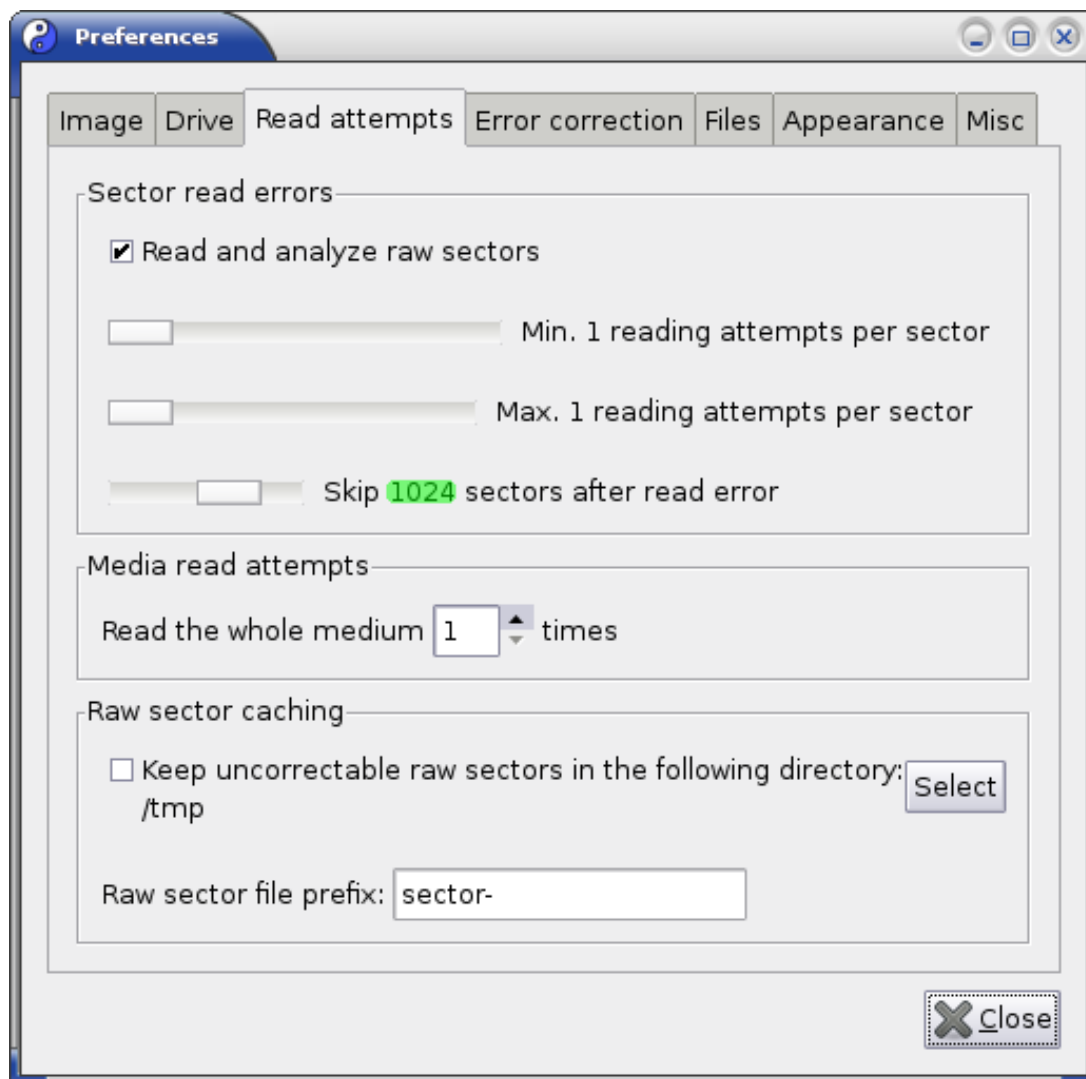 Preferences
Image Drive Read attempts Error correction Files Appearance Misc
Sector read errors
Read and analyze raw sectors
Min. 1 reading attempts per sector
Max. 1 reading attempts per sector
Skip 1024 sectors after read error
Media read attempts
Read the whole medium 1 times
Raw sector caching
Keep uncorrectable raw sectors in the following directory: Select
/tmp
Raw sector file prefix: sector-
Close